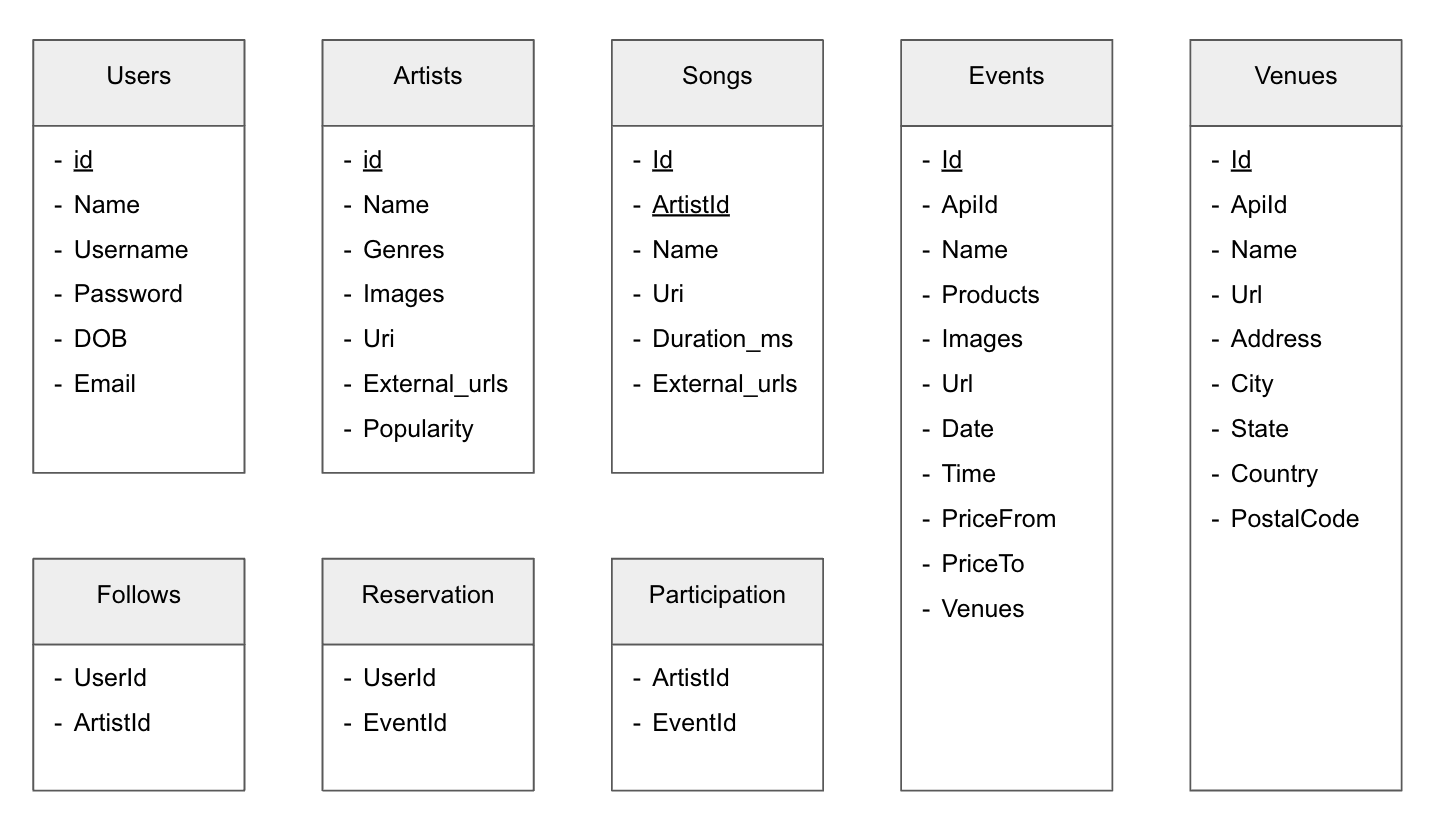 Users
- id
- Name
- Username
- Password
- DOB
- Email
Artists
- id
- Name
- Genres
- Images
- Uri
- External_urls
- Popularity
Songs
- Id
- ArtistId
- Name
- Uri
- Duration_ms
- External_urls
Events
- Id
- ApiId
- Name
- Products
- Images
- Url
- Date
- Time
- PriceFrom
- PriceTo
- Venues
Venues
- Id
- ApiId
- Name
- Url
- Address
- City
- State
- Country
- PostalCode
Follows
- UserId
- ArtistId
Reservation
- UserId
- EventId
Participation
- ArtistId
- EventId